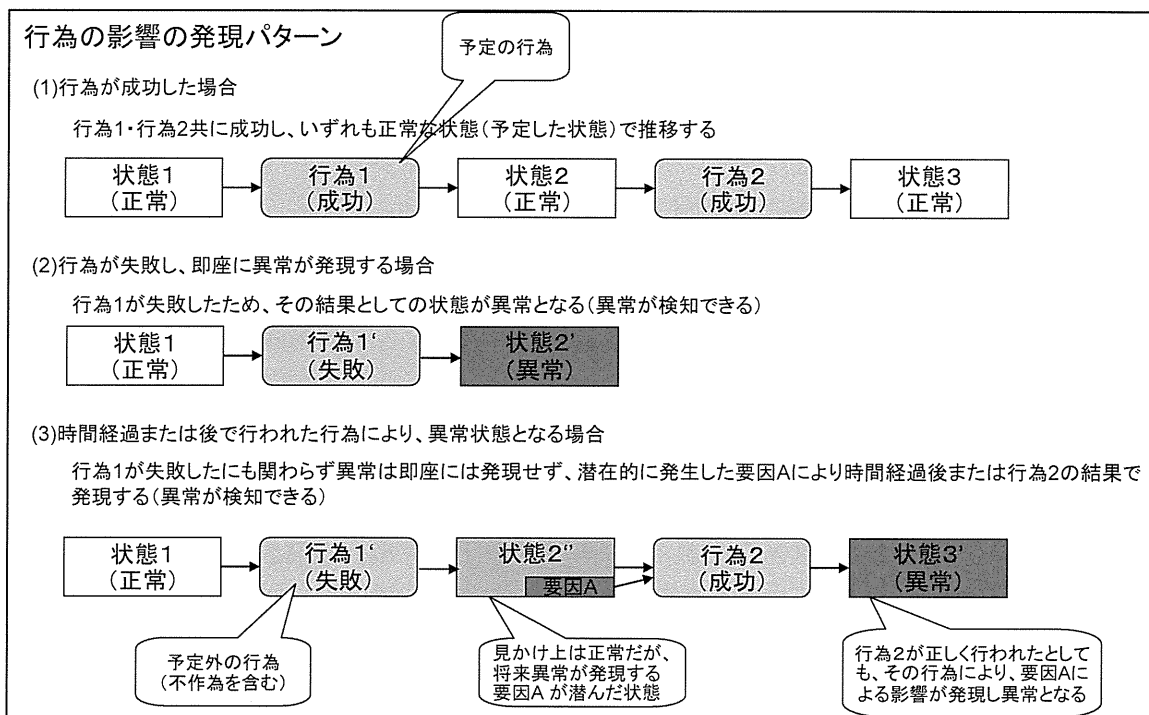 行為の影響の発現パターン
予定の行為
(1)行為が成功した場合
行為1・行為2共に成功し、いずれも正常な状態(予定した状態)で推移する
状態1
(正常)
行為1
(成功)
状態2
(正常)
行為2
(成功)
状態3
(正常)
(2)行為が失敗し、即座に異常が発現する場合
行為1が失敗したため、その結果としての状態が異常となる(異常が検知できる)
状態1
(正常)
行為1‘
(失敗)
状態2'
(異常)
(3)時間経過または後で行われた行為により、異常状態となる場合
行為1が失敗したにも関わらず異常は即座には発現せず、潜在的に発生した要因Aにより時間経過後または行為2の結果で
発現する(異常が検知できる)
状態1
(正常)
行為1‘
(失敗)
状態2''
要因A
行為2
(成功)
状態3'
(異常)
予定外の行為
(不作為を含む)
見かけ上は正常だが、
将来異常が発現する
要因A が潜んだ状態
行為2が正しく行われたとして
も、その行為により、要因Aに
よる影響が発現し異常となる